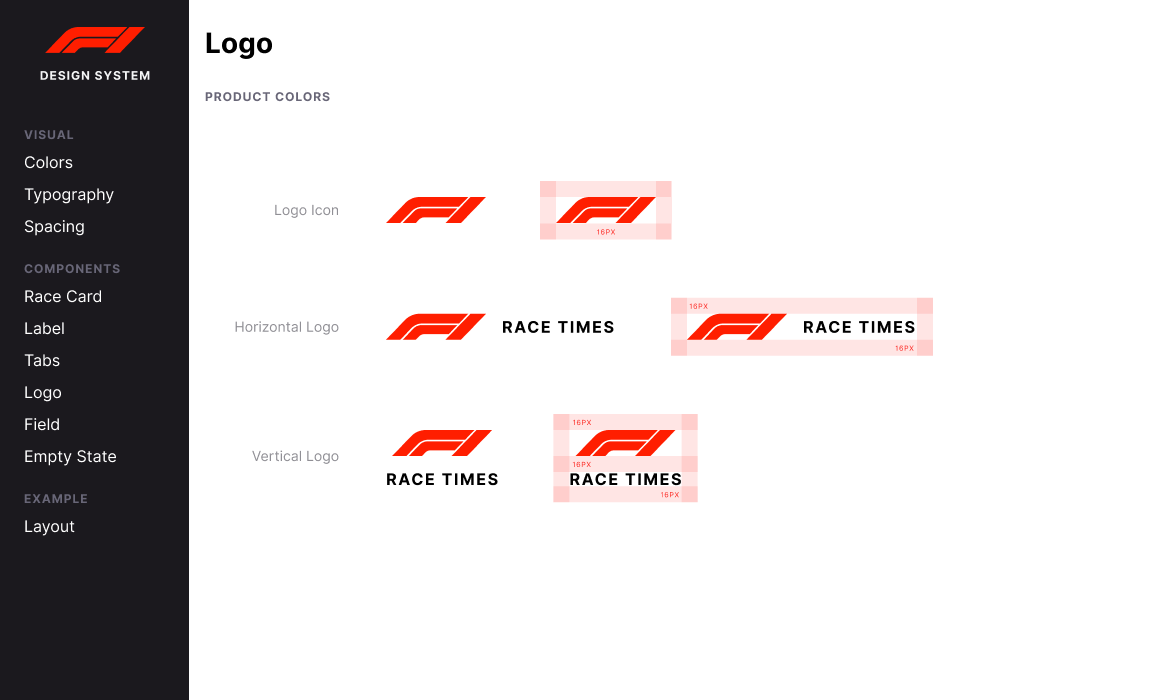 DESIGN SYSTEM
VISUAL
Colors
Typography
Spacing
COMPONENTS
Race Card
Label
Tabs
Logo
Field
Empty State
EXAMPLE
Layout
Logo
PRODUCT COLORS
Logo Icon
16PX
Horizontal Logo
RACE TIMES
16PX
RACE TIMES
16PX
Vertical Logo
RACE TIMES
16PX
16PX
RACE TIMES
16PX